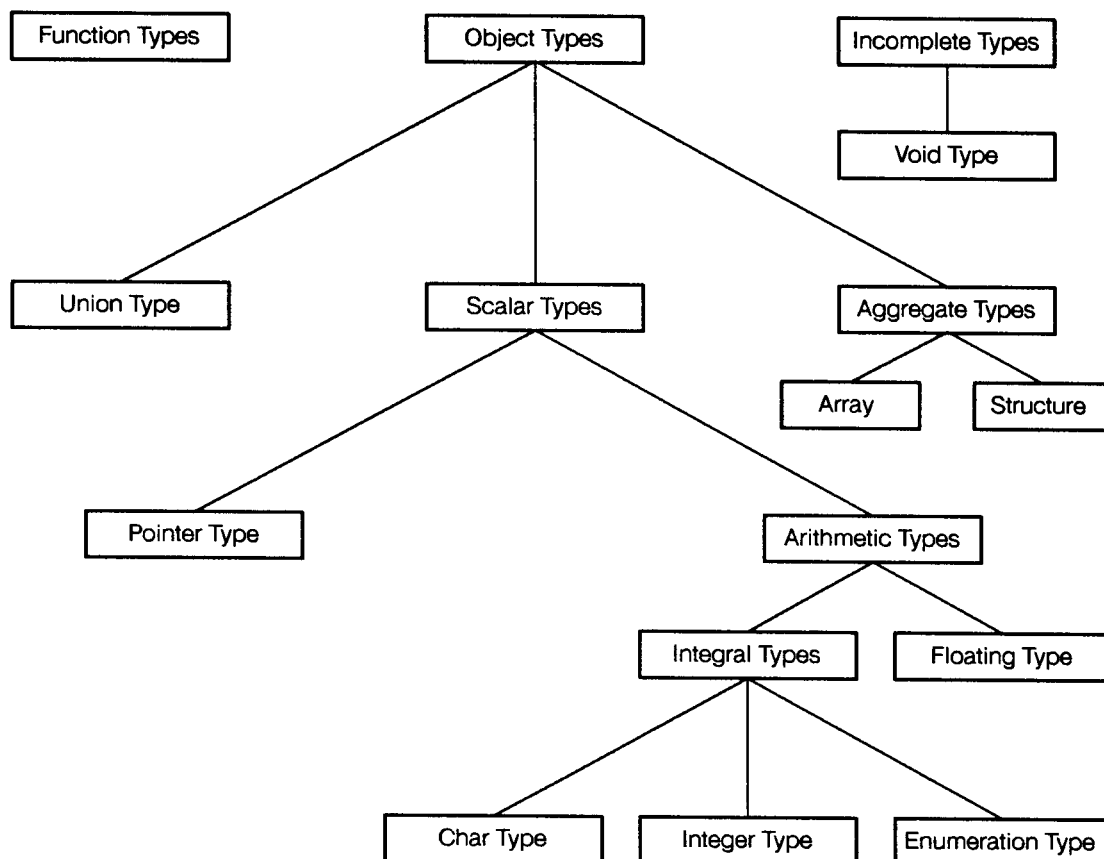 Function Types
Object Types
Incomplete Types
Void Type
Union Type
Scalar Types
Aggregate Types
Array
Structure
Pointer Type
Arithmetic Types
Integral Types
Floating Type
Char Type
Integer Type
Enumeration Type